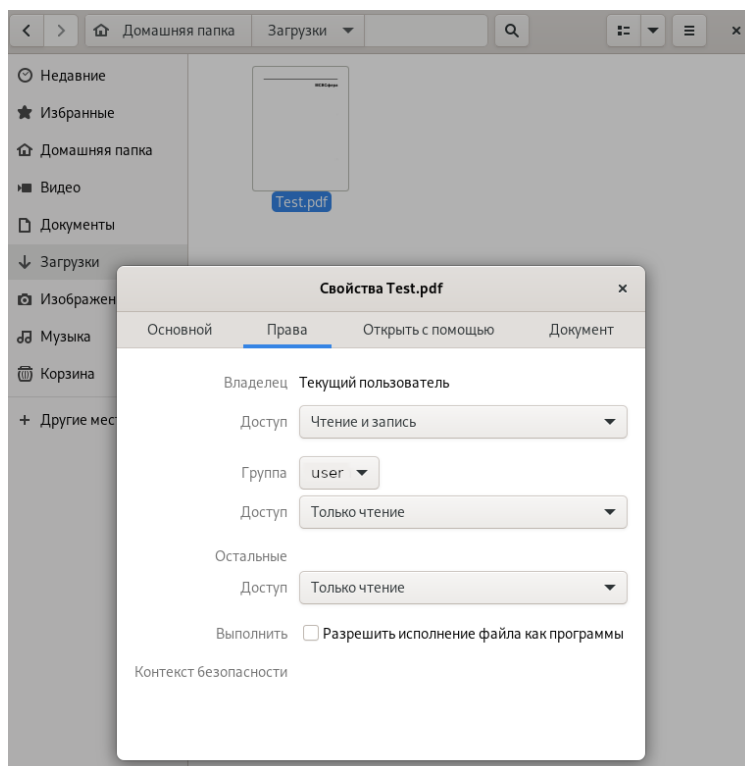 Домашняя папка
Загрузки
Недавние
Избранные
Домашняя папка
Видео
Документы
Загрузки
Изображен
Музыка
Корзина
+ Другие мес
Test.pdf
Свойства Test.pdf
Основной Права Открыть с помощью Документ
Владелец Текущий пользователь
Доступ Чтение и запись
Группа user
Доступ Только чтение
Остальные
Доступ Только чтение
Выполнить Разрешить исполнение файла как программы
Контекст безопасности